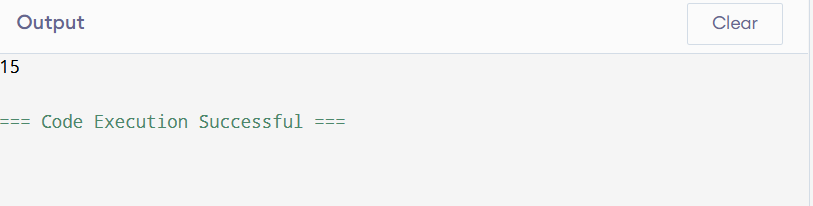 Output
Clear
15
=== Code Execution Successful ===